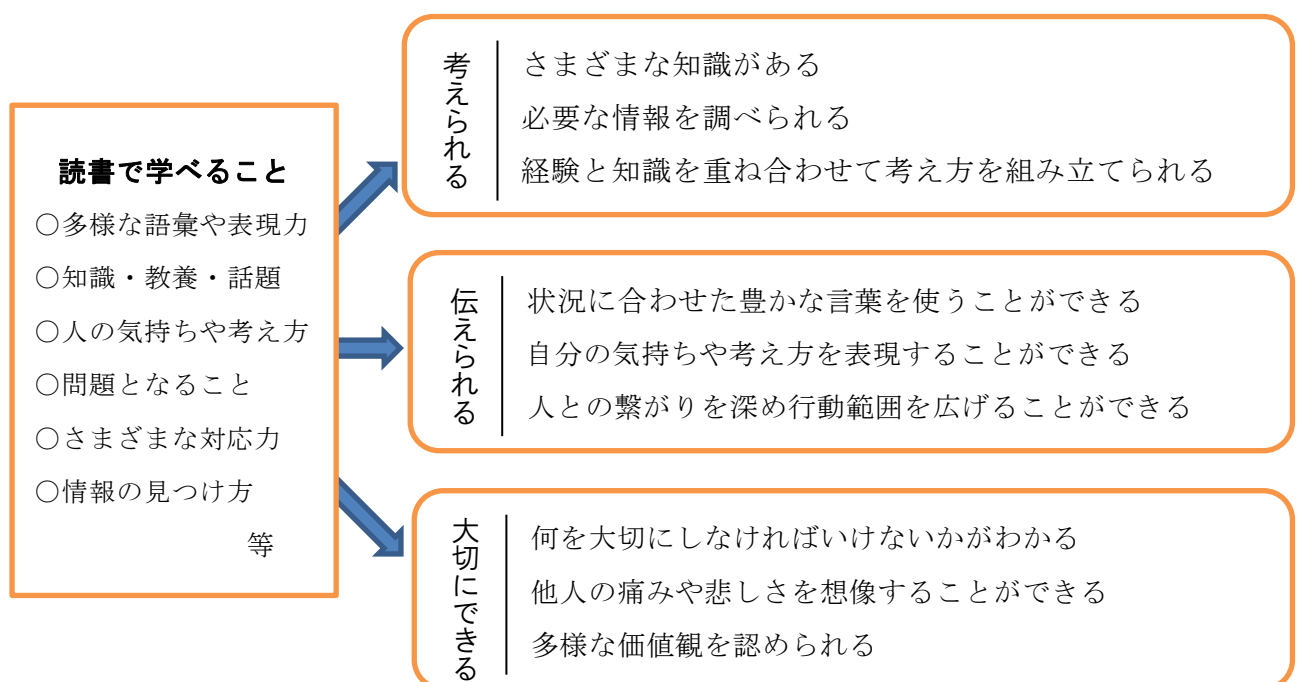 読書で学べること
○多様な語彙や表現力
○知識・教養・話題
○人の気持ちや考え方
○問題となること
○さまざまな対応力
○情報の見つけ方
等
考えられる
さまざまな知識がある
必要な情報を調べられる
経験と知識を重ね合わせて考え方を組み立てられる
伝えられる
状況に合わせた豊かな言葉を使うことができる
自分の気持ちや考え方を表現することができる
人との繋がりを深め行動範囲を広げることができる
大切にできる
何を大切にしなければいけないかがわかる
他人の痛みや悲しさを想像することができる
多様な価値観を認められる